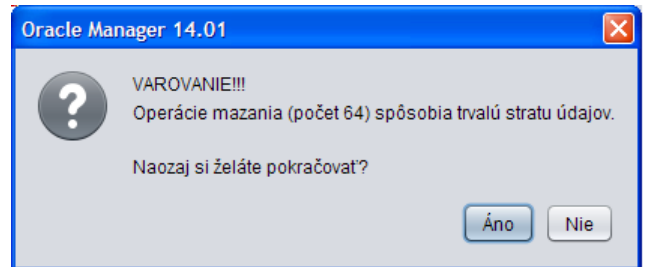 Oracle Manager 14.01
VAROVANIE!!!
Operácie mazania (počet 64) spôsobia trvalú stratu údajov.
Naozaj si želáte pokračovať?
Áno
Nie